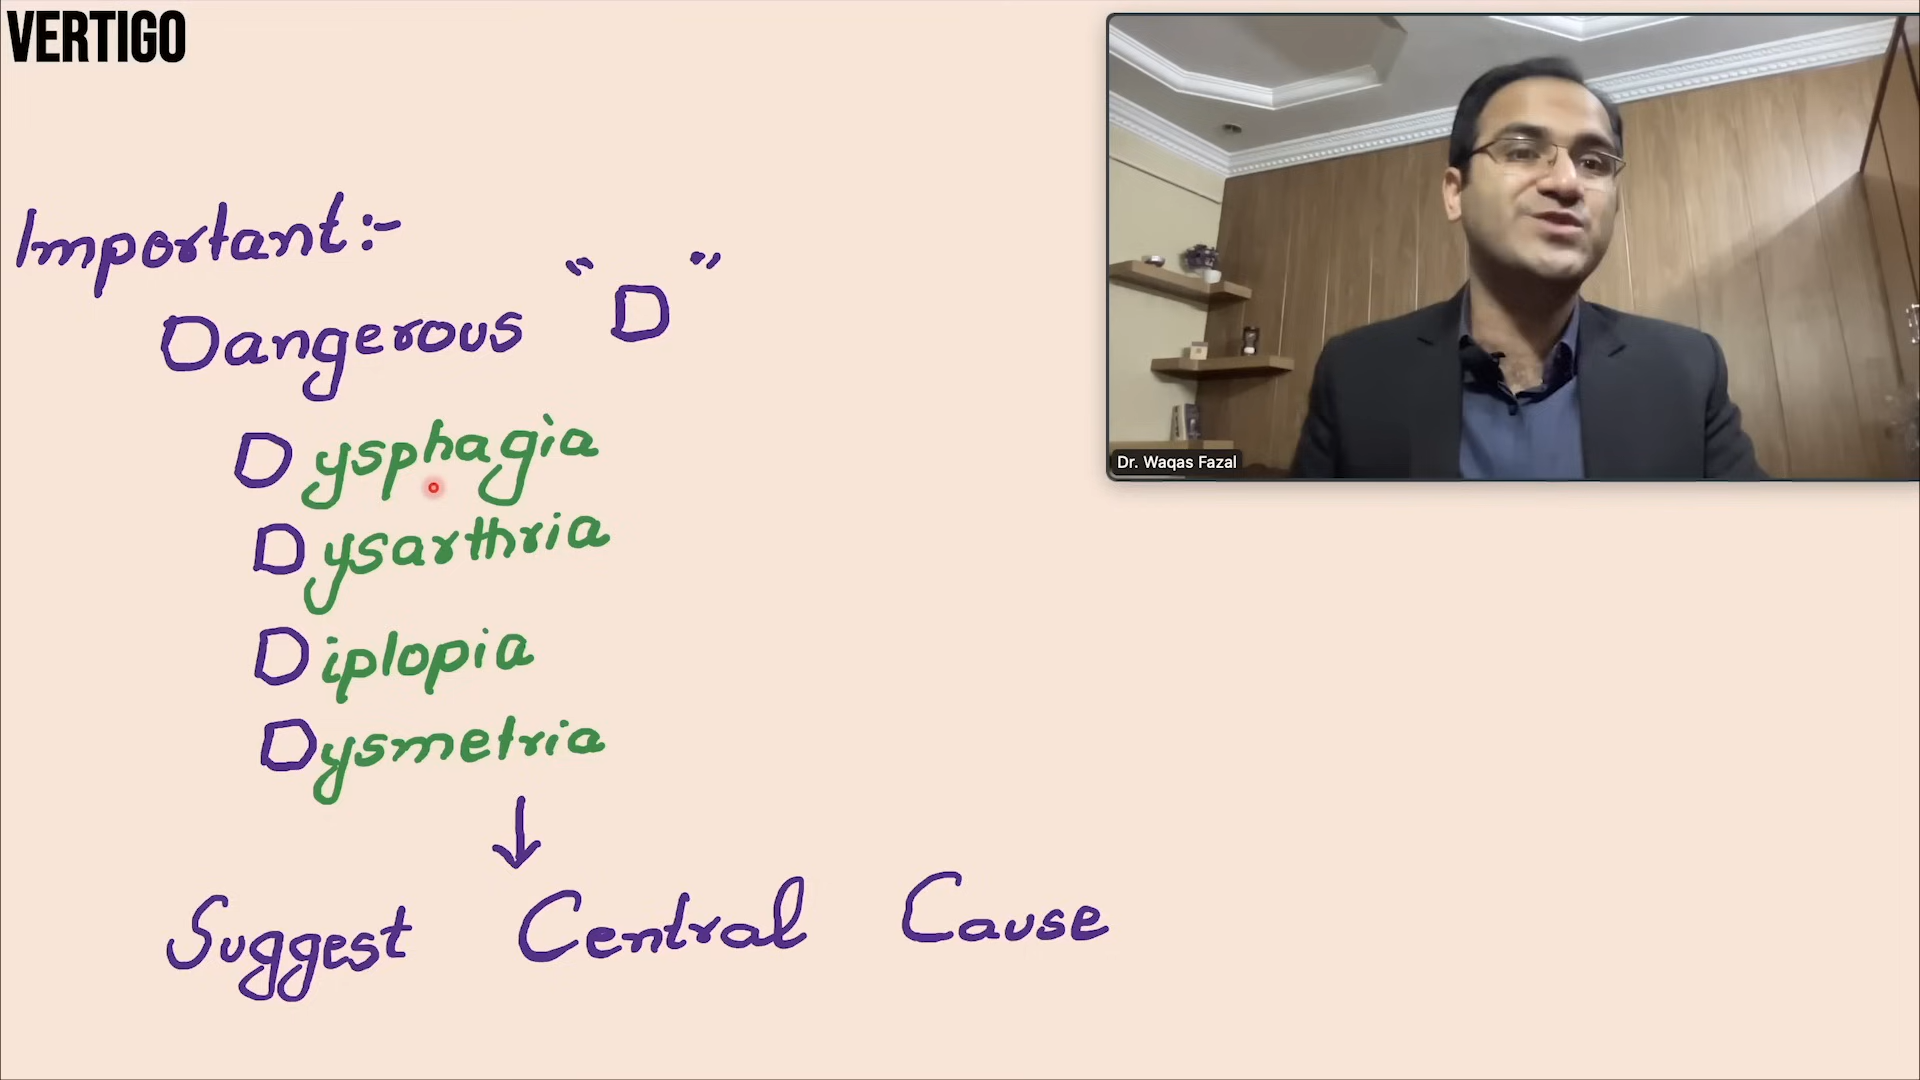 VERTIGO
Important:-
Dangerous "D"
Dysphagia
Dysarthria
Diplopia
Dysmetria
↓
Suggest Central Cause
Dr. Waqas Fazal